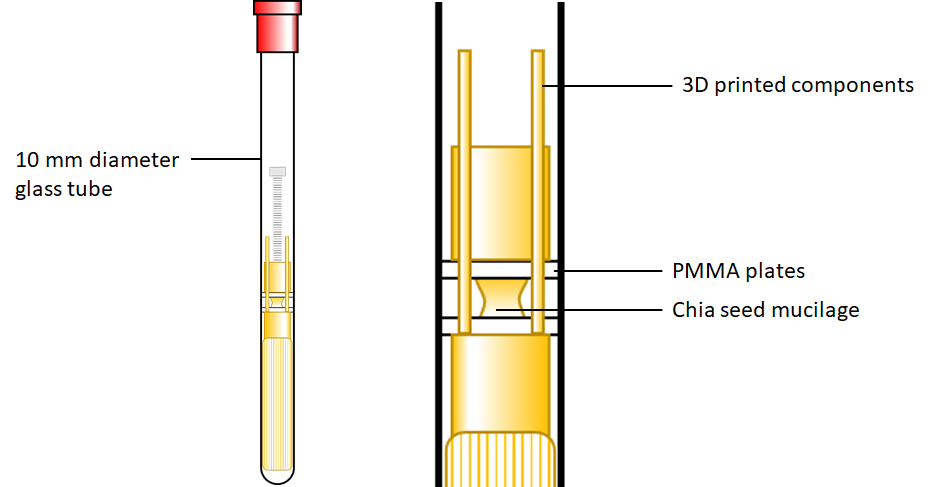 10 mm diameter
glass tube
3D printed components
PMMA plates
Chia seed mucilage